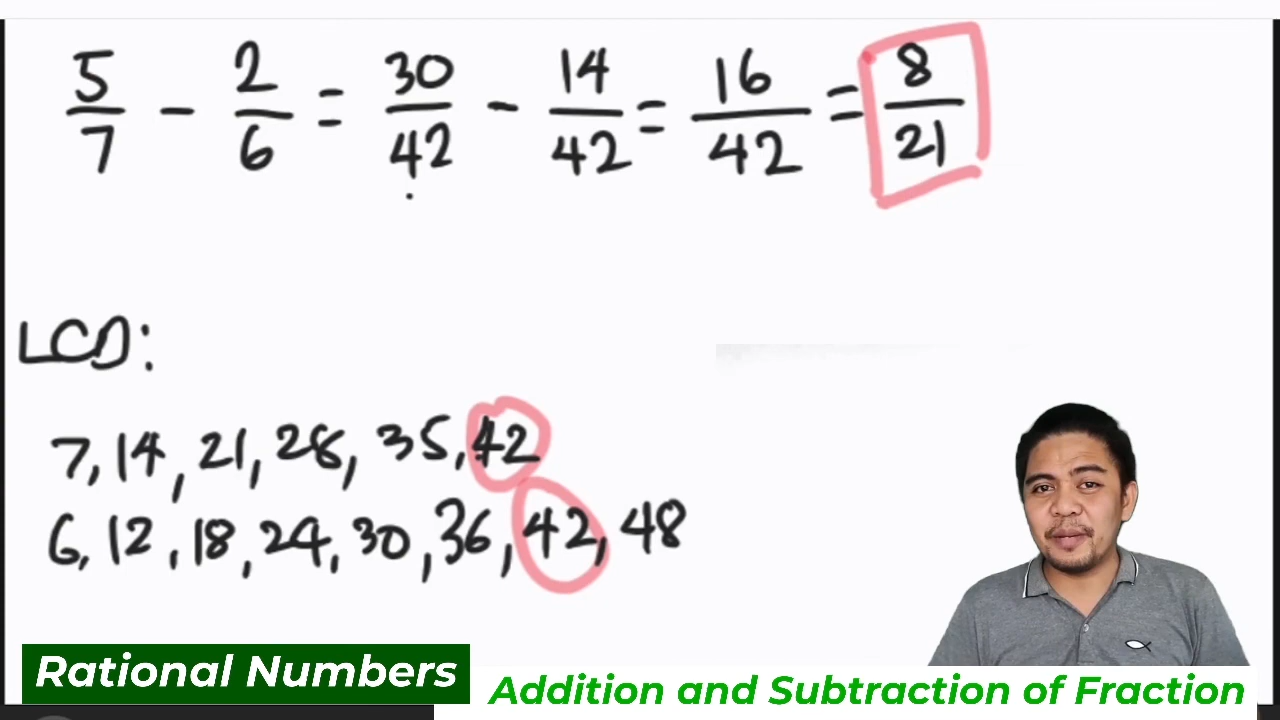 5/7 - 2/6 = 30/42 - 14/42 = 16/42 = 8/21
LCD:
7, 14, 21, 28, 35, 42
6, 12, 18, 24, 30, 36, 42, 48
Rational Numbers
Addition and Subtraction of Fraction